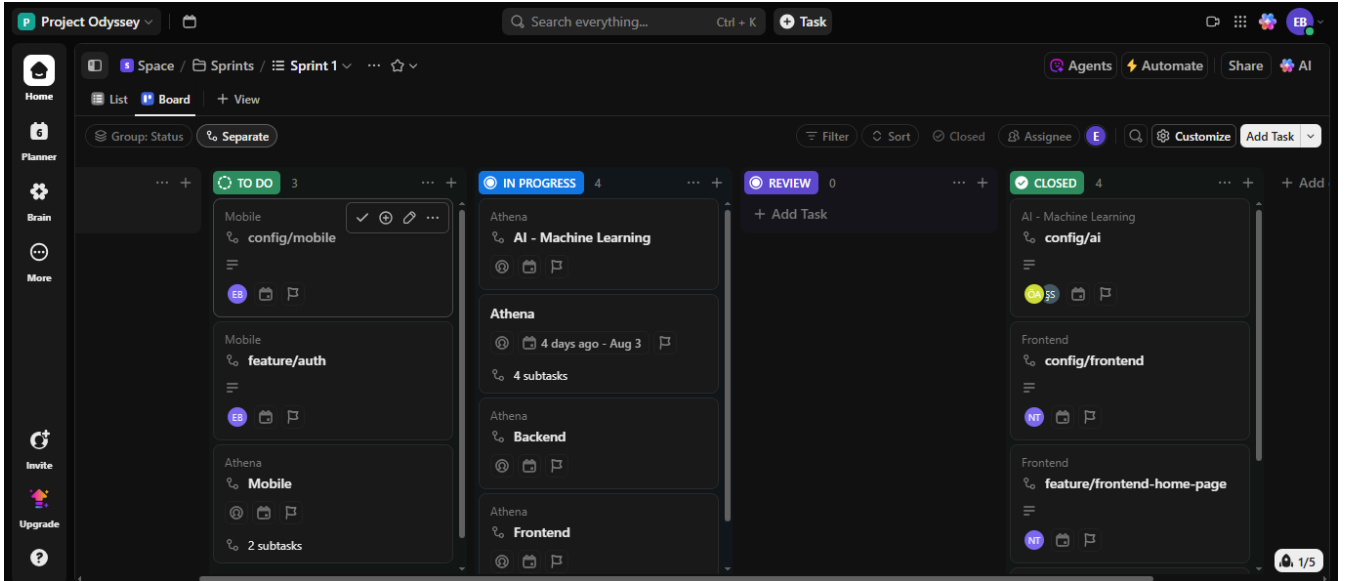 P Project Odyssey
Search everything... Ctrl + K
Task
EB
Home
6
Planner
Brain
More
Invite
Upgrade
?
S Space / Sprints / Sprint 1
Agents
Automate
Share
AI
List
Board
+ View
Group: Status
Separate
Filter
Sort
Closed
Assignee
E
Customize
Add Task
TO DO 3
Mobile
config/mobile
EB
Mobile
feature/auth
EB
Athena
Mobile
2 subtasks
IN PROGRESS 4
Athena
AI - Machine Learning
Athena
4 days ago - Aug 3
4 subtasks
Athena
Backend
Athena
Frontend
REVIEW 0
+ Add Task
CLOSED 4
AI - Machine Learning
config/ai
ÖA ŞS
Frontend
config/frontend
NT
Frontend
feature/frontend-home-page
NT
+ Add
1/5